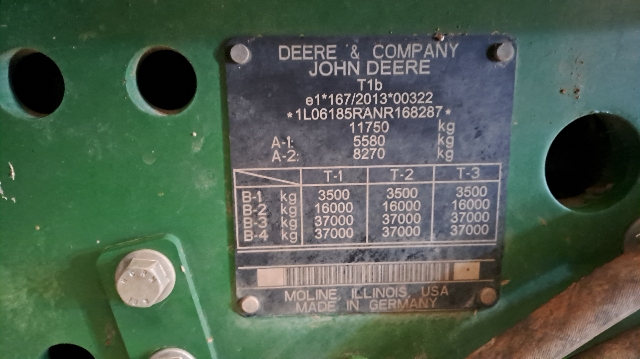 DEERE & COMPANY
JOHN DEERE
T1b
e1*167/2013*00322
*1L06185RANR168287*
11750 kg
A-1: 5580 kg
A-2: 8270 kg
T-1 T-2 T-3
B-1 kg 3500 3500 3500
B-2 kg 16000 16000 16000
B-3 kg 37000 37000 37000
B-4 kg 37000 37000 37000
MOLINE, ILLINOIS, USA
MADE IN GERMANY